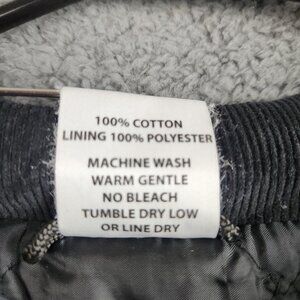 100% COTTON
LINING 100% POLYESTER
MACHINE WASH
WARM GENTLE
NO BLEACH
TUMBLE DRY LOW
OR LINE DRY